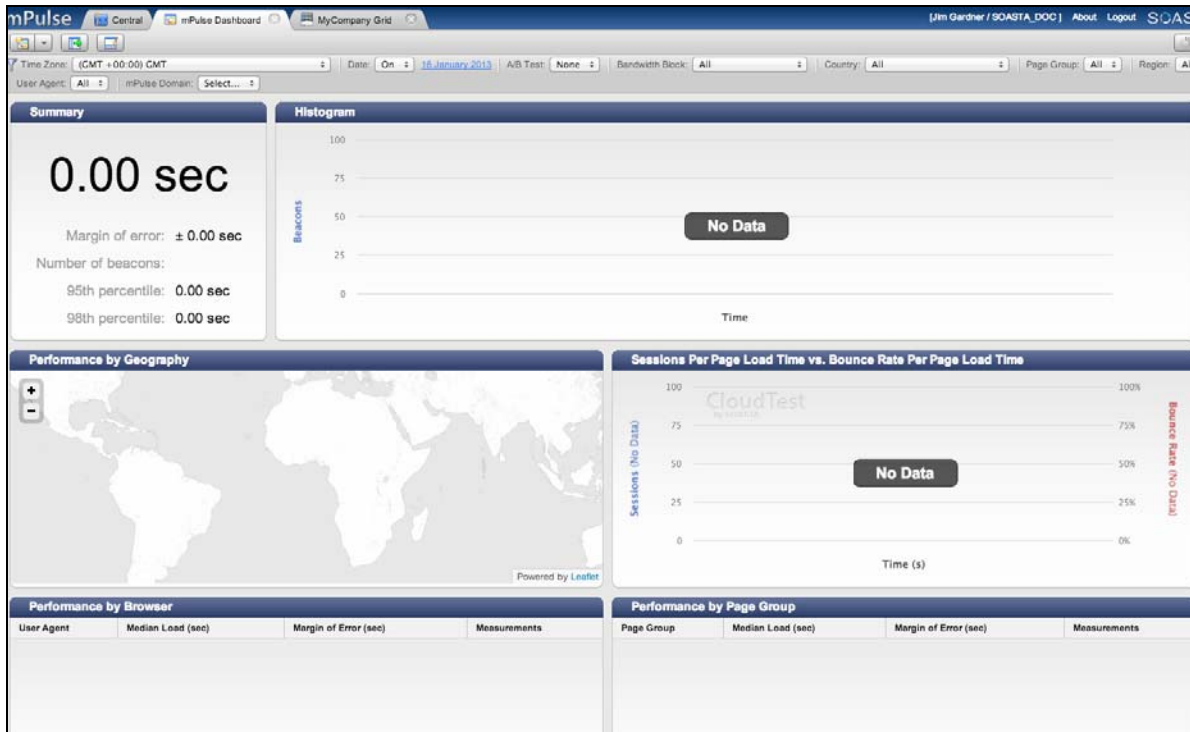 mPulse Central mPulse Dashboard MyCompany Grid [Jim Gardner / SOASTA_DOC] About Logout SOAS
Time Zone: (GMT +00:00) GMT Date: On 16 January 2013 A/B Test: None Bandwidth Block: All Country: All Page Group: All Region: Al
User Agent: All mPulse Domain: Select...
Summary
0.00 sec
Margin of error: ± 0.00 sec
Number of beacons:
95th percentile: 0.00 sec
98th percentile: 0.00 sec
Histogram
100
75
50
25
0
Beacons
No Data
Time
Performance by Geography
+
−
Powered by Leaflet
Sessions Per Page Load Time vs. Bounce Rate Per Page Load Time
CloudTest
by SOASTA
100
75
50
25
0
Sessions (No Data)
No Data
100%
75%
50%
25%
0%
Bounce Rate (No Data)
Time (s)
Performance by Browser
User Agent Median Load (sec) Margin of Error (sec) Measurements
Performance by Page Group
Page Group Median Load (sec) Margin of Error (sec) Measurements